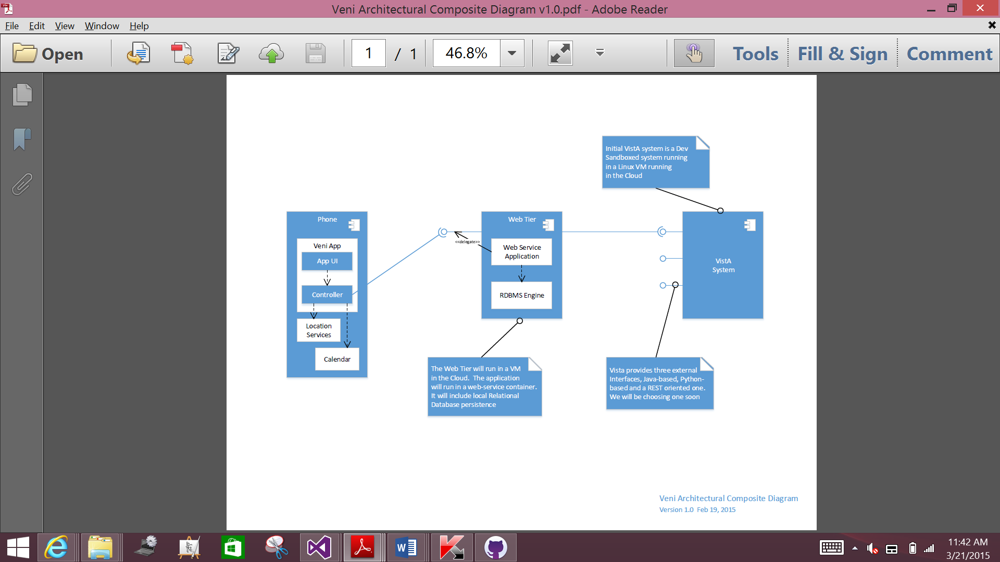 Veni Architectural Composite Diagram v1.0.pdf - Adobe Reader
File Edit View Window Help
Open
1 / 1
46.8%
Tools
Fill & Sign
Comment
Initial VistA system is a Dev
Sandboxed system running
in a Linux VM running
in the Cloud
Phone
Veni App
App UI
Controller
Location
Services
Calendar
<<delegate>>
Web Tier
Web Service
Application
RDBMS Engine
VistA
System
The Web Tier will run in a VM
in the Cloud.  The application
will run in a web-service container.
It will include local Relational
Database persistence
Vista provides three external
Interfaces, Java-based, Python-
based and a REST oriented one.
We will be choosing one soon
Veni Architectural Composite Diagram
Version 1.0  Feb 19, 2015
11:42 AM
3/21/2015